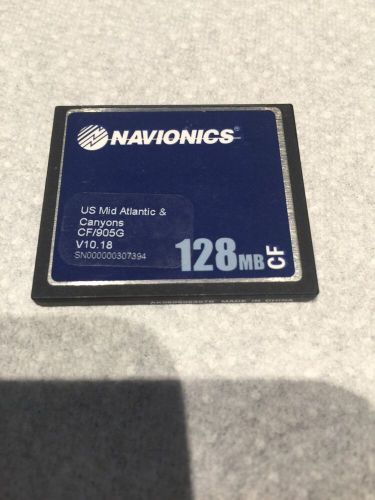 NAVIONICS®
US Mid Atlantic &
Canyons
CF/905G
V10.18
SN000000307394
128MB CF
MADE IN CHINA